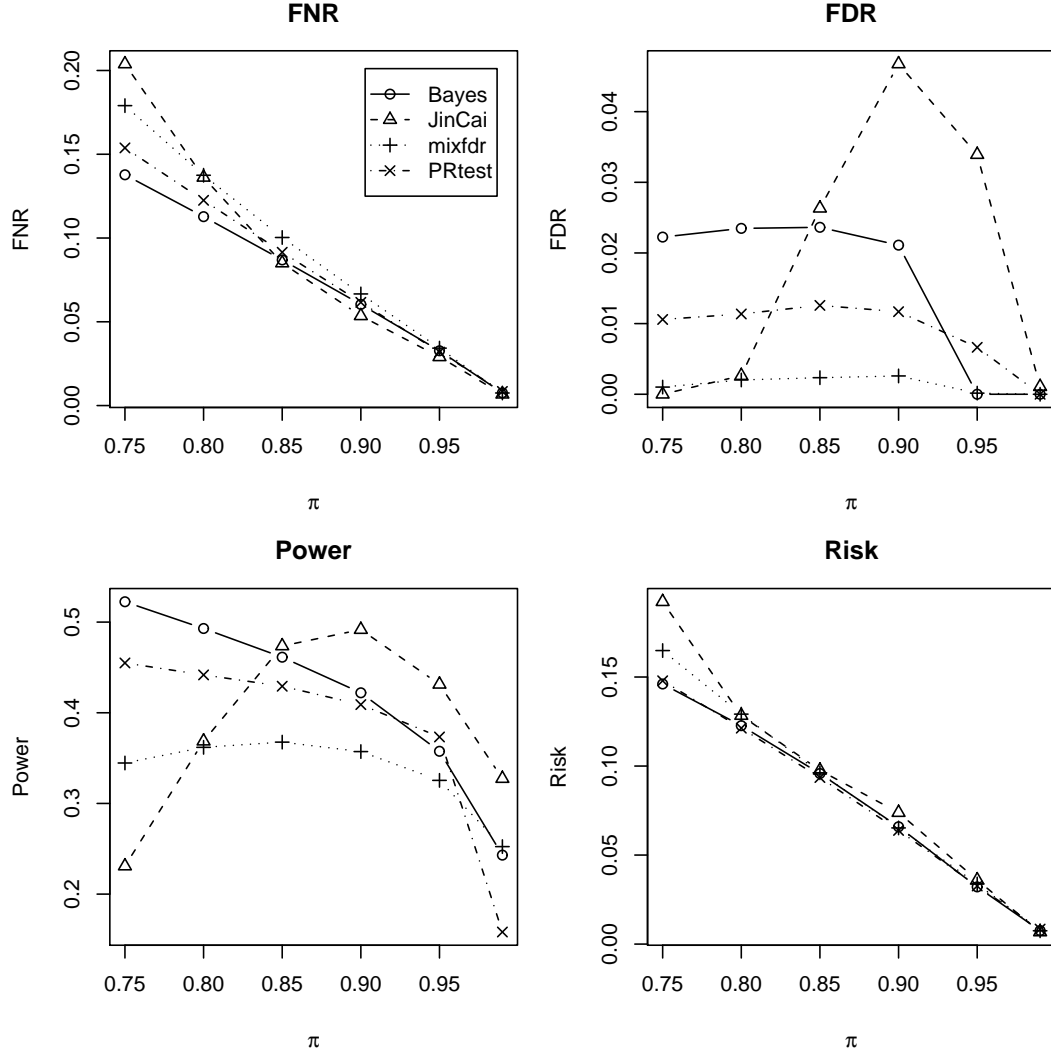 FNR
FNR
0.00
0.05
0.10
0.15
0.20
0.75
0.80
0.85
0.90
0.95
π
Bayes
JinCai
mixfdr
PRtest
FDR
FDR
0.00
0.01
0.02
0.03
0.04
0.75
0.80
0.85
0.90
0.95
π
Power
Power
0.2
0.3
0.4
0.5
0.75
0.80
0.85
0.90
0.95
π
Risk
Risk
0.00
0.05
0.10
0.15
0.75
0.80
0.85
0.90
0.95
π